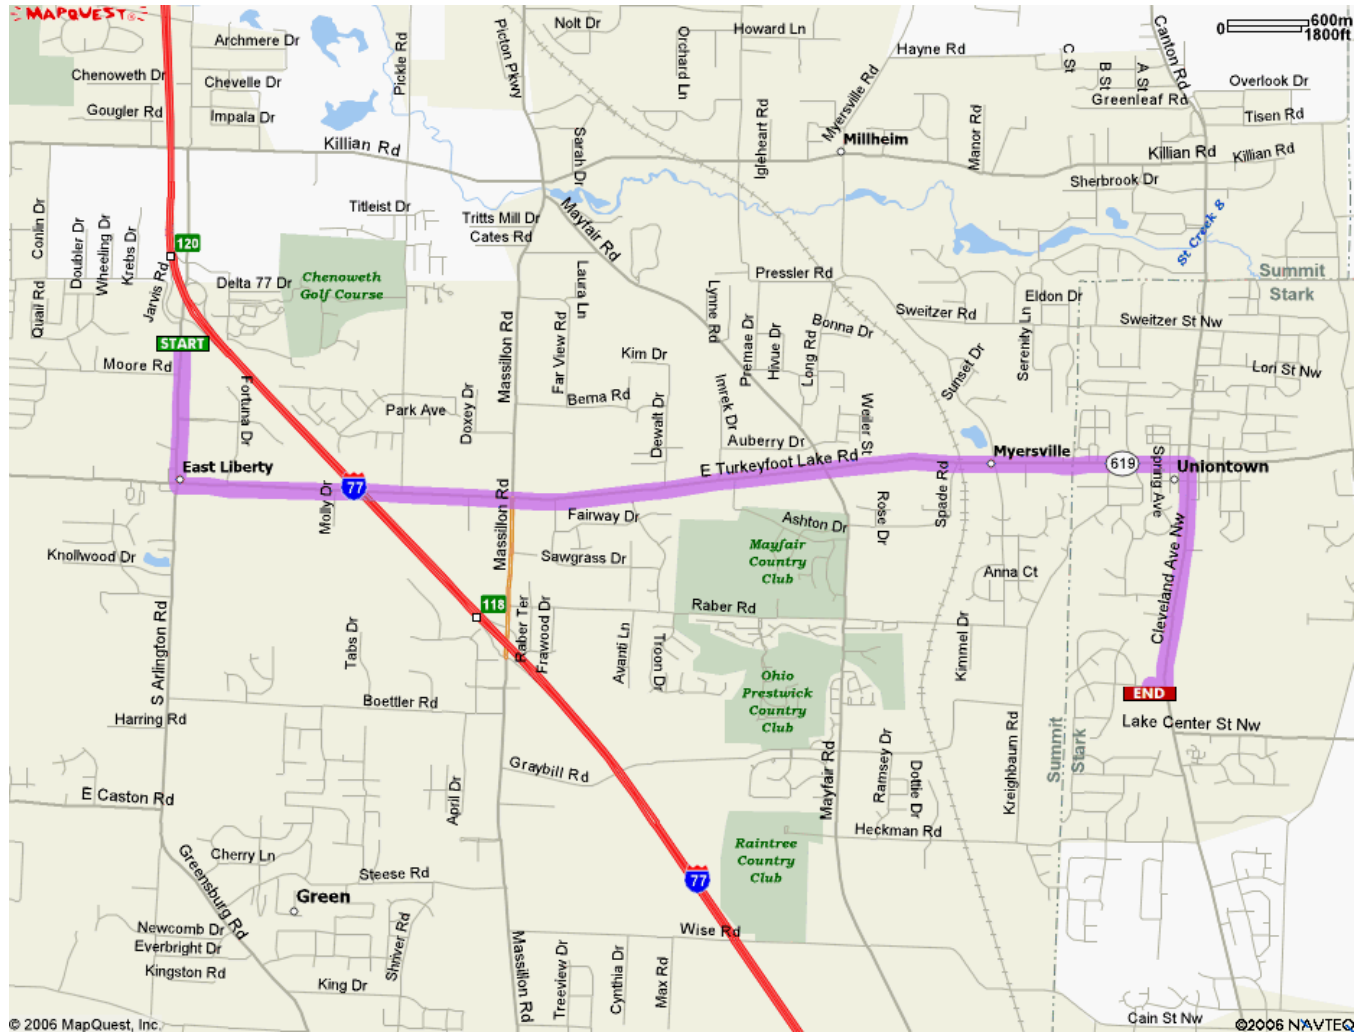 MAPQUEST
Nolt Dr
Howard Ln
600m
0
1800ft
Archmere Dr
Pickle Rd
Picton Pkwy
Orchard Ln
Hayne Rd
C St
B St
A St
Canton Rd
Chenoweth Dr
Chevelle Dr
Overlook Dr
Greenleaf Rd
Gougler Rd
Impala Dr
Igleheart Rd
Myersville Rd
Manor Rd
Tisen Rd
Killian Rd
Sarah Dr
Millheim
Killian Rd
Killian Rd
Sherbrook Dr
Conlin Dr
Doubler Dr
Wheeling Dr
Krebs Dr
Titleist Dr
Tritts Mill Dr
Cates Rd
Mayfair Rd
St Creek 8
120
Jarvis Rd
Delta 77 Dr
Chenoweth
Golf Course
Laura Ln
Lynne Rd
Pressler Rd
Summit
Stark
Quail Rd
Massillon Rd
Far View Rd
Premae Dr
Hivue Dr
Long Rd
Bonna Dr
Sweitzer Rd
Eldon Dr
Serenity Ln
Sweitzer St Nw
START
Moore Rd
Kim Dr
Sunset Dr
Lori St Nw
Fortuna Dr
Park Ave
Doxey Dr
Berna Rd
Dewalt Dr
Imrek Dr
Auberry Dr
Weiler St
East Liberty
E Turkeyfoot Lake Rd
Myersville
619
Spring Ave
Uniontown
77
Molly Dr
Massillon Rd
Fairway Dr
Ashton Dr
Rose Dr
Spade Rd
Knollwood Dr
Sawgrass Dr
Mayfair
Country
Club
Anna Ct
Cleveland Ave Nw
118
Raber Ter
Frawood Dr
Raber Rd
S Arlington Rd
Tabs Dr
Avanti Ln
Troon Dr
Kimmel Dr
Boettler Rd
Ohio
Prestwick
Country
Club
END
Harring Rd
Lake Center St Nw
Summit
Stark
Graybill Rd
Mayfair Rd
Ramsey Dr
Dottie Dr
Kreighbaum Rd
E Caston Rd
April Dr
Heckman Rd
Cherry Ln
Greensburg Rd
Steese Rd
Raintree
Country
Club
77
Green
Newcomb Dr
Everbright Dr
Kingston Rd
Shriver Rd
King Dr
Massillon Rd
Treeview Dr
Cynthia Dr
Max Rd
Wise Rd
Cain St Nw
© 2006 MapQuest, Inc.
©2006 NAVTEQ